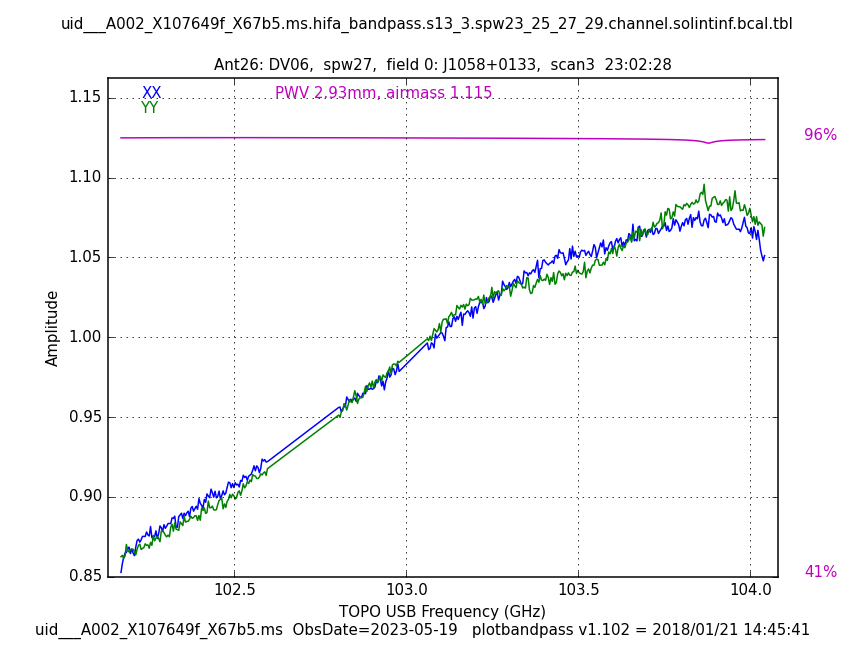 uid___A002_X107649f_X67b5.ms.hifa_bandpass.s13_3.spw23_25_27_29.channel.solintinf.bcal.tbl
Ant26: DV06,  spw27,  field 0: J1058+0133,  scan3  23:02:28
XX
YY
PWV 2.93mm, airmass 1.115
96%
41%
1.15
1.10
1.05
1.00
0.95
0.90
0.85
Amplitude
102.5 103.0 103.5 104.0
TOPO USB Frequency (GHz)
uid___A002_X107649f_X67b5.ms  ObsDate=2023-05-19   plotbandpass v1.102 = 2018/01/21 14:45:41